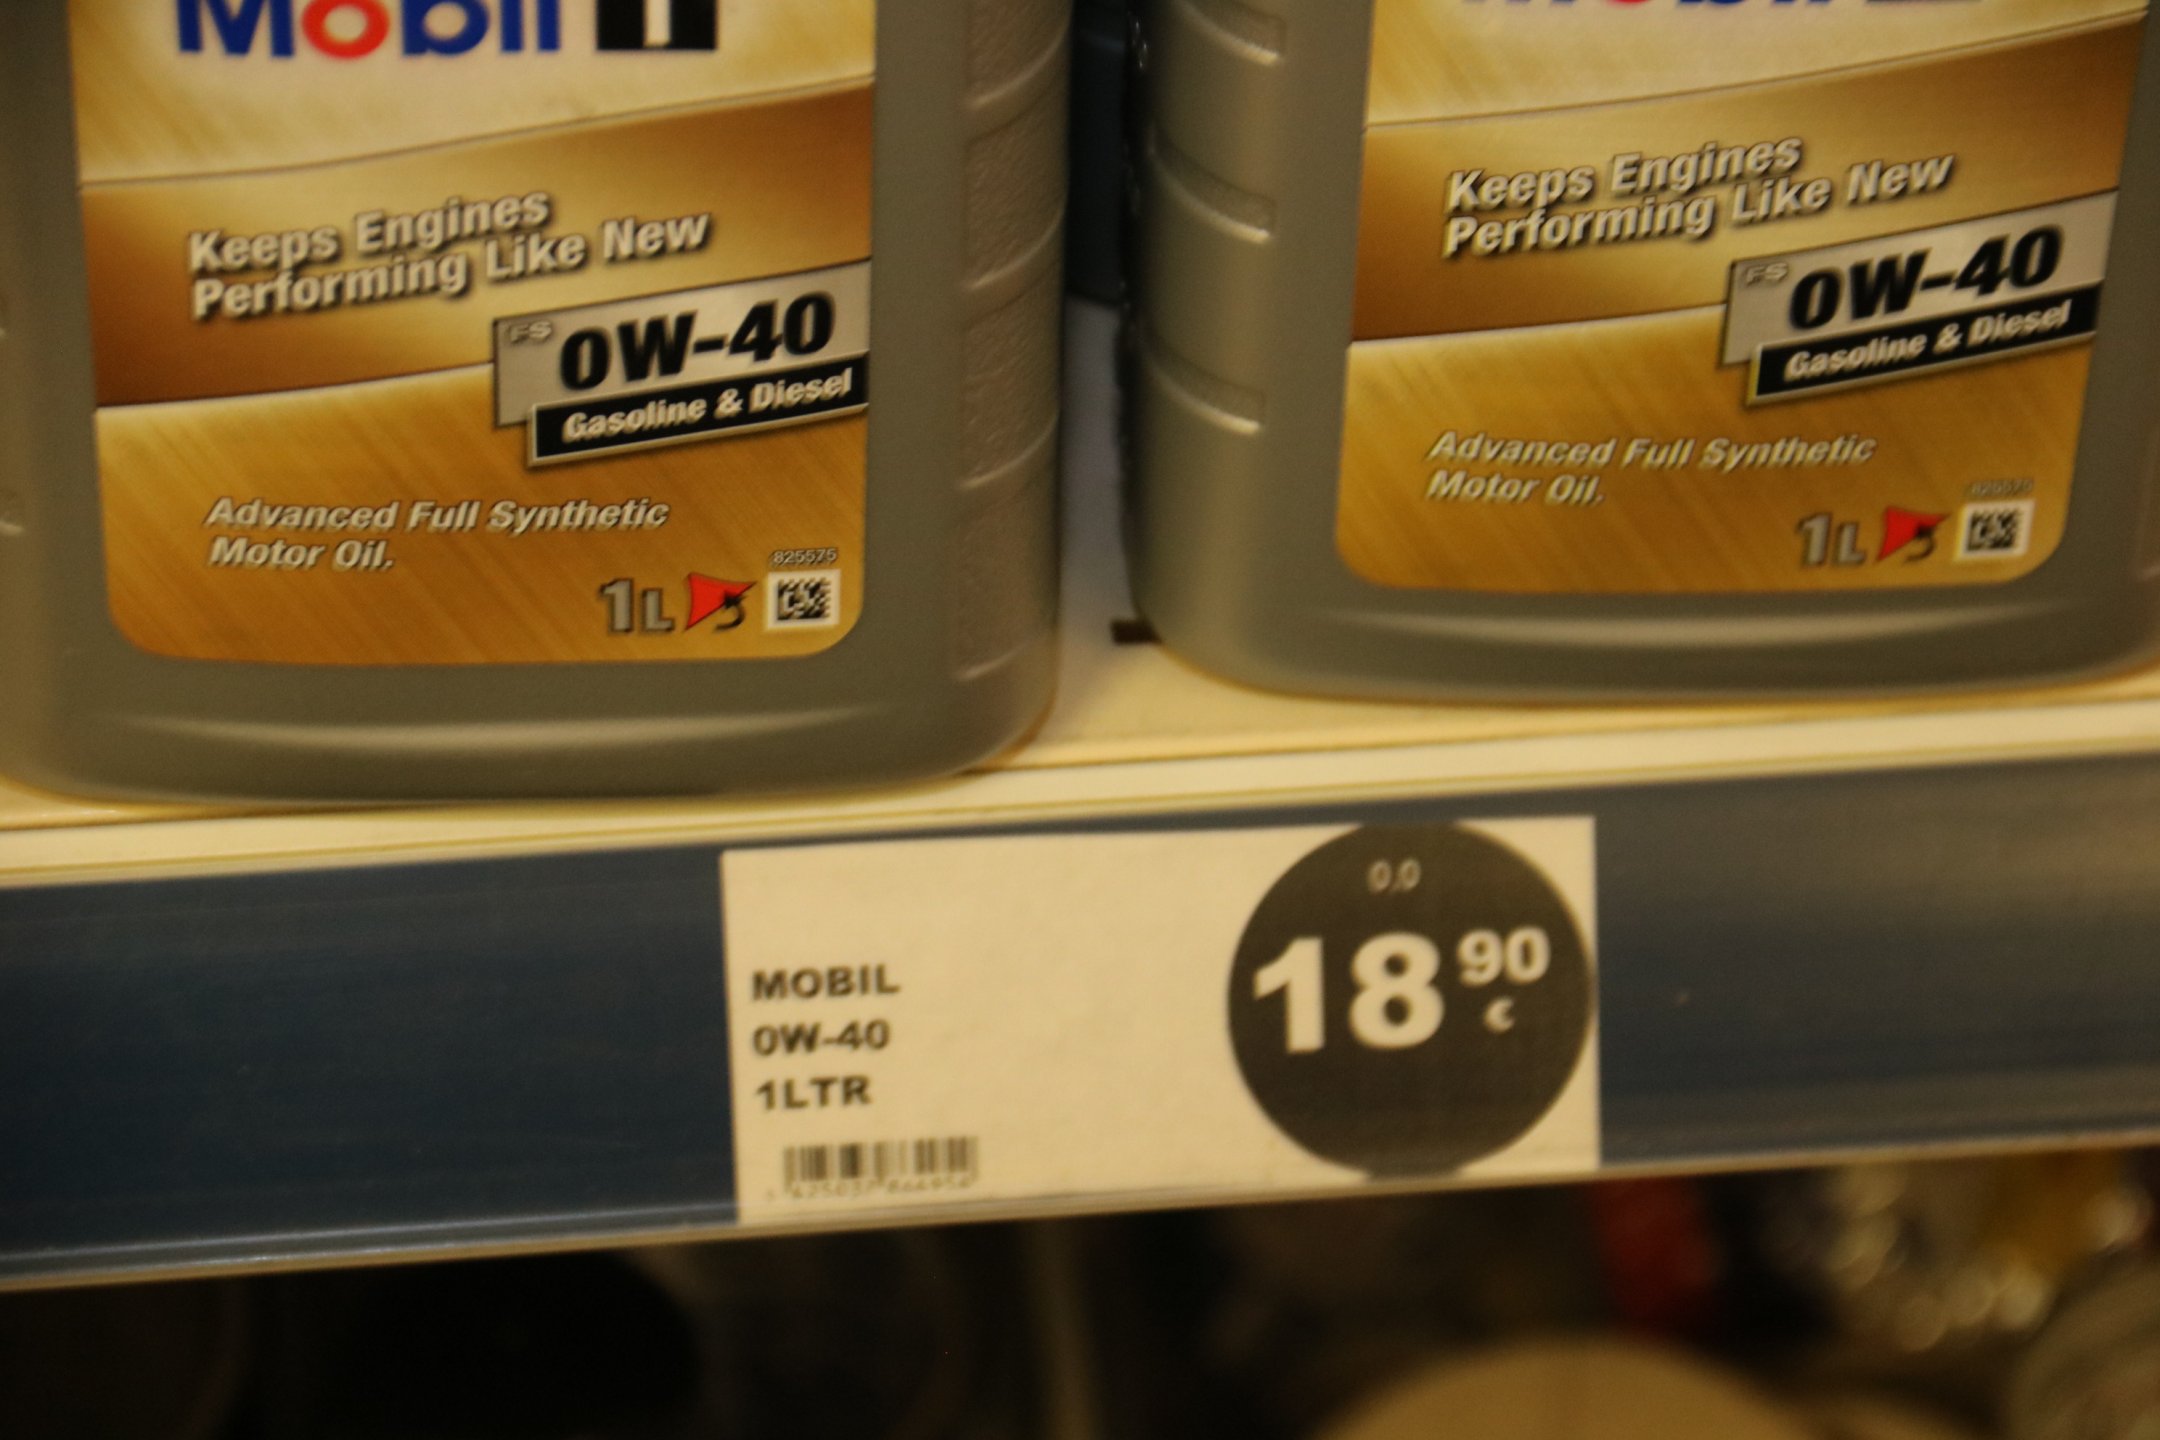 Mobil 1
Keeps Engines
Performing Like New
FS 0W-40
Gasoline & Diesel
Advanced Full Synthetic
Motor Oil.
825575
1L
Mobil
Keeps Engines
Performing Like New
FS 0W-40
Gasoline & Diesel
Advanced Full Synthetic
Motor Oil.
825575
1L
0,0
18 90
€
MOBIL
0W-40
1LTR